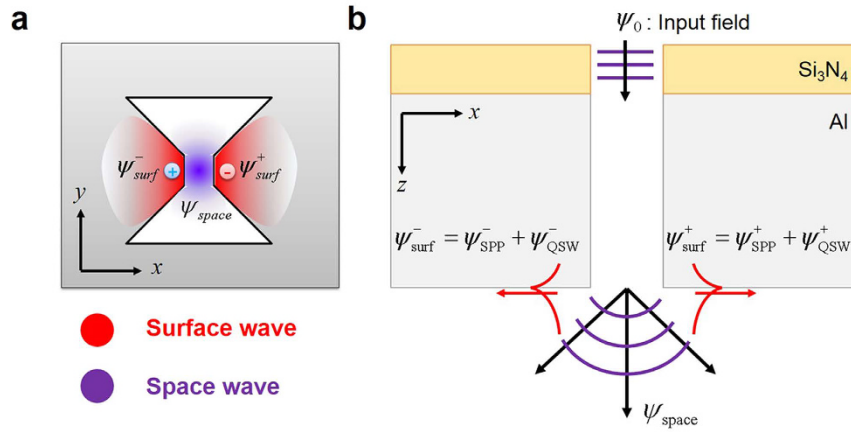 a
ψ⁻surf
+
-
ψ⁺surf
ψspace
y
x
Surface wave
Space wave
b
ψ₀ : Input field
Si₃N₄
Al
x
z
ψ⁻surf = ψ⁻SPP + ψ⁻QSW
ψ⁺surf = ψ⁺SPP + ψ⁺QSW
ψspace